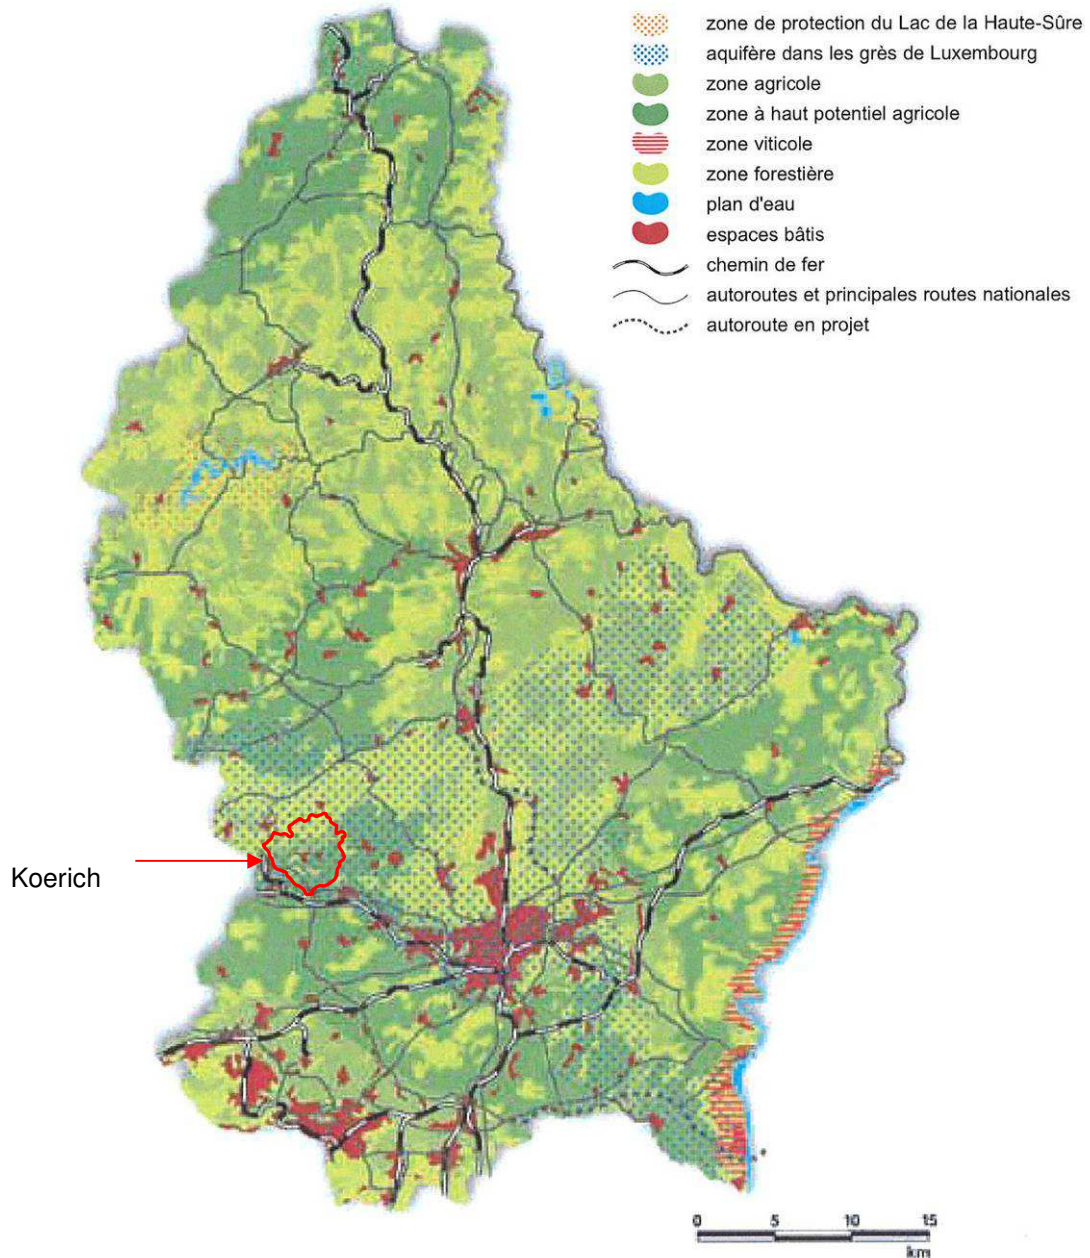 zone de protection du Lac de la Haute-Sûre
aquifère dans les grès de Luxembourg
zone agricole
zone à haut potentiel agricole
zone viticole
zone forestière
plan d'eau
espaces bâtis
chemin de fer
autoroutes et principales routes nationales
autoroute en projet
Koerich
0 5 10 15
km